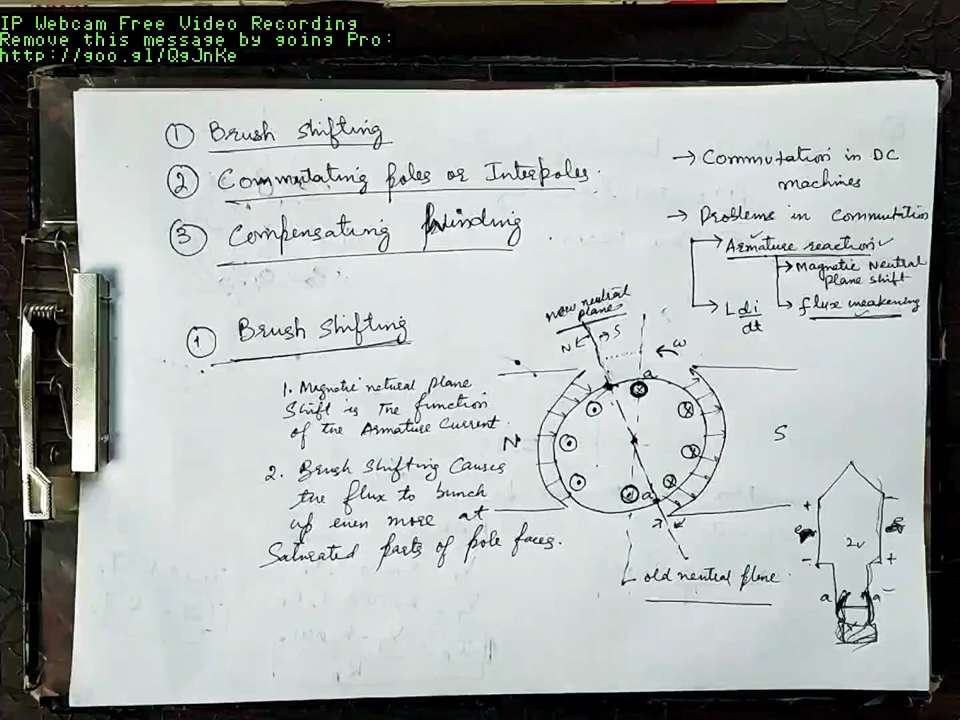 IP Webcam Free Video Recording
Remove this message by going Pro:
http://goo.gl/QgJnKe
① Brush shifting
② Commutating poles or Interpoles.
③ Compensating Winding
→ Commutation in DC
machines
→ Problems in Commutation
→ Armature reaction
→ Magnetic Neutral
Plane shift
→ flux weakening
→ L di/dt
① Brush Shifting
1. Magnetic netural plane
Shift is the function
of the Armature Current.
2. Brush Shifting Causes
the flux to bunch
up even more at
Saturated parts of pole faces.
New neutral
plane
N S
ω
a
N
S
a
old neutral plane
+ −
e
2v
− +
a a